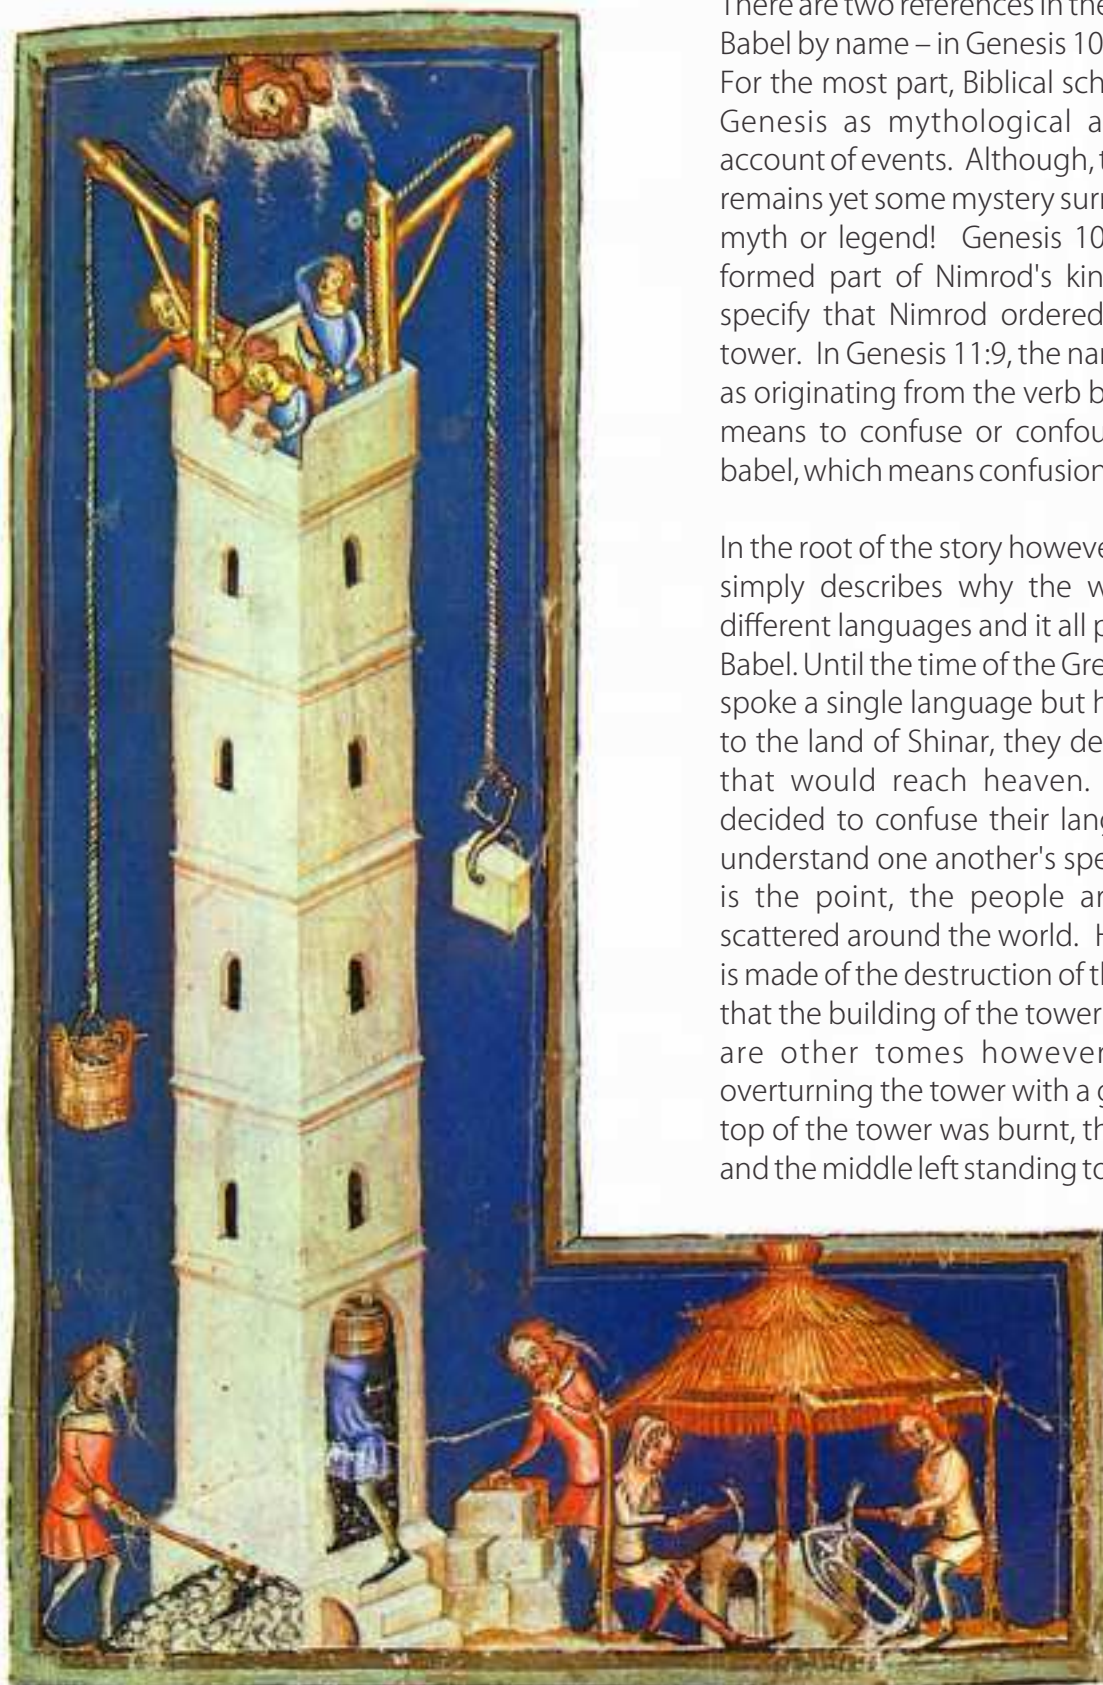 There are two references in the
Babel by name – in Genesis 10
For the most part, Biblical sch
Genesis as mythological a
account of events. Although, t
remains yet some mystery surr
myth or legend! Genesis 10
formed part of Nimrod's kin
specify that Nimrod ordered
tower. In Genesis 11:9, the nar
as originating from the verb b
means to confuse or confou
babel, which means confusion
In the root of the story howeve
simply describes why the w
different languages and it all p
Babel. Until the time of the Gre
spoke a single language but h
to the land of Shinar, they de
that would reach heaven.
decided to confuse their lang
understand one another's spe
is the point, the people ar
scattered around the world. H
is made of the destruction of th
that the building of the tower
are other tomes however
overturning the tower with a g
top of the tower was burnt, th
and the middle left standing to